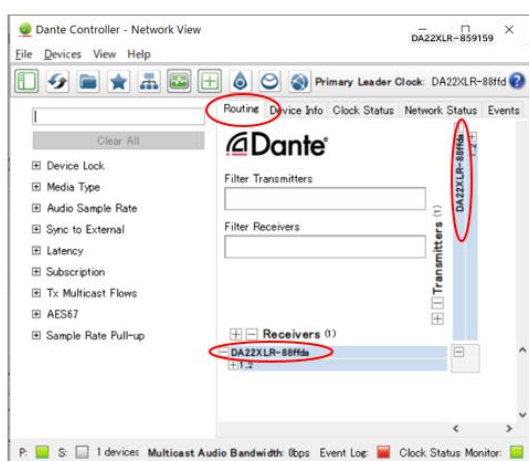 Dante Controller - Network View
DA22XLR-859159
File Devices View Help
Primary Leader Clock: DA22XLR-88ffd
Routing Device Info Clock Status Network Status Events
Clear All
Device Lock
Media Type
Audio Sample Rate
Sync to External
Latency
Subscription
Tx Multicast Flows
AES67
Sample Rate Pull-up
Dante
Filter Transmitters
Filter Receivers
Transmitters (1)
DA22XLR-88ffda
1..2
Receivers (1)
DA22XLR-88ffda
1..2
P: S: 1 devices Multicast Audio Bandwidth: 0bps Event Log: Clock Status Monitor: